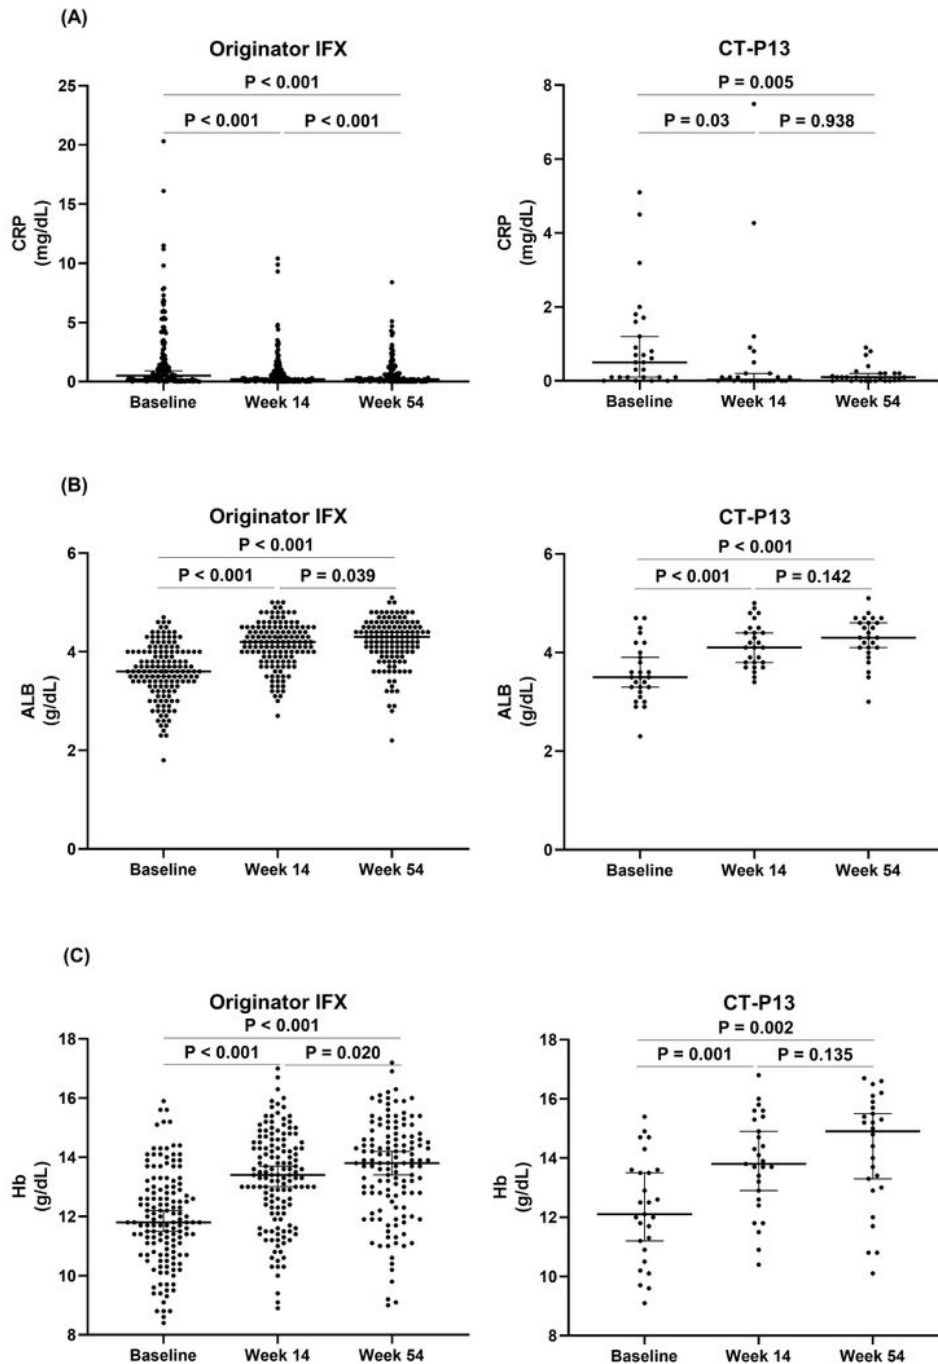 (A)
Originator IFX
CT-P13
P < 0.001
P < 0.001
P < 0.001
P = 0.005
P = 0.03
P = 0.938
CRP
(mg/dL)
25
20
15
10
5
0
Baseline
Week 14
Week 54
CRP
(mg/dL)
8
6
4
2
0
Baseline
Week 14
Week 54
(B)
Originator IFX
CT-P13
P < 0.001
P < 0.001
P = 0.039
P < 0.001
P < 0.001
P = 0.142
ALB
(g/dL)
6
4
2
0
Baseline
Week 14
Week 54
ALB
(g/dL)
6
4
2
0
Baseline
Week 14
Week 54
(C)
Originator IFX
CT-P13
P < 0.001
P < 0.001
P = 0.020
P = 0.002
P = 0.001
P = 0.135
Hb
(g/dL)
18
16
14
12
10
8
Baseline
Week 14
Week 54
Hb
(g/dL)
18
16
14
12
10
8
Baseline
Week 14
Week 54